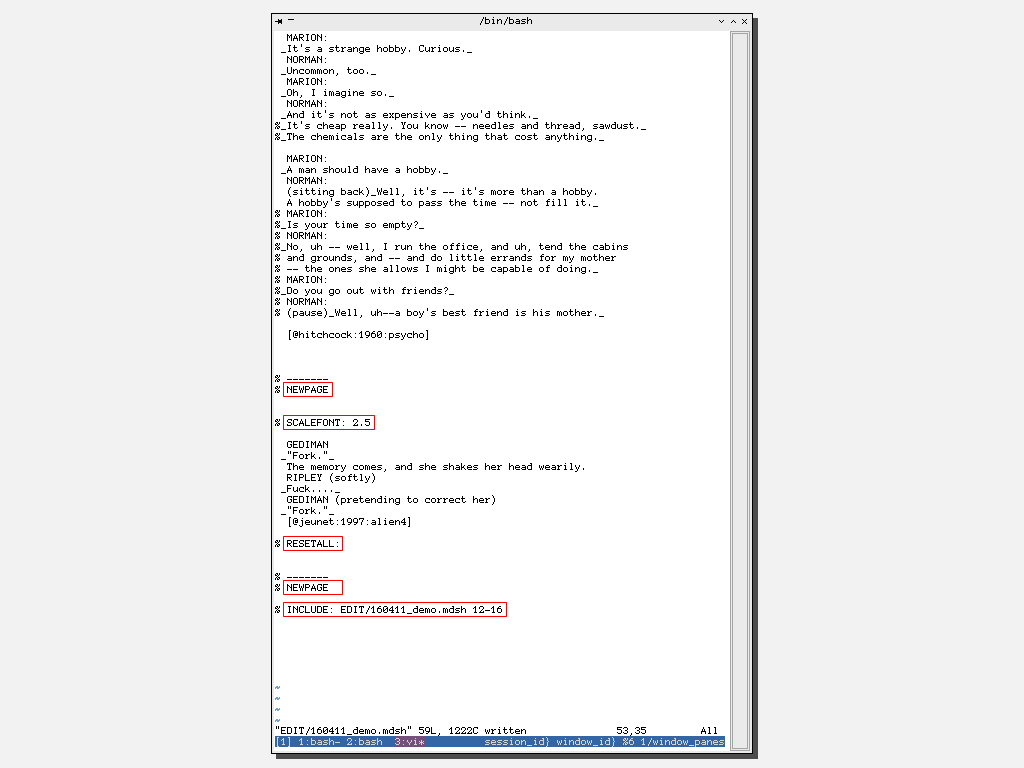 /bin/bash
MARION:
_It's a strange hobby. Curious._
NORMAN:
_Uncommon, too._
MARION:
_Oh, I imagine so._
NORMAN:
_And it's not as expensive as you'd think._
%_It's cheap really. You know -- needles and thread, sawdust._
%_The chemicals are the only thing that cost anything._
MARION:
_A man should have a hobby._
NORMAN:
(sitting back)_Well, it's -- it's more than a hobby.
A hobby's supposed to pass the time -- not fill it._
% MARION:
%_Is your time so empty?_
% NORMAN:
%_No, uh -- well, I run the office, and uh, tend the cabins
% and grounds, and -- and do little errands for my mother
% -- the ones she allows I might be capable of doing._
% MARION:
%_Do you go out with friends?_
% NORMAN:
% (pause)_Well, uh--a boy's best friend is his mother._
[@hitchcock:1960:psycho]
% -------
% NEWPAGE
% SCALEFONT: 2.5
GEDIMAN
_"Fork."_
The memory comes, and she shakes her head wearily.
RIPLEY (softly)
_Fuck...._
GEDIMAN (pretending to correct her)
_"Fork."_
[@jeunet:1997:alien4]
% RESETALL:
% -------
% NEWPAGE
% INCLUDE: EDIT/160411_demo.mdsh 12-16
~
~
~
~
"EDIT/160411_demo.mdsh" 59L, 1222C written 53,35 All
[1] 1:bash- 2:bash 3:vi* session_id} window_id} %6 1/window_panes